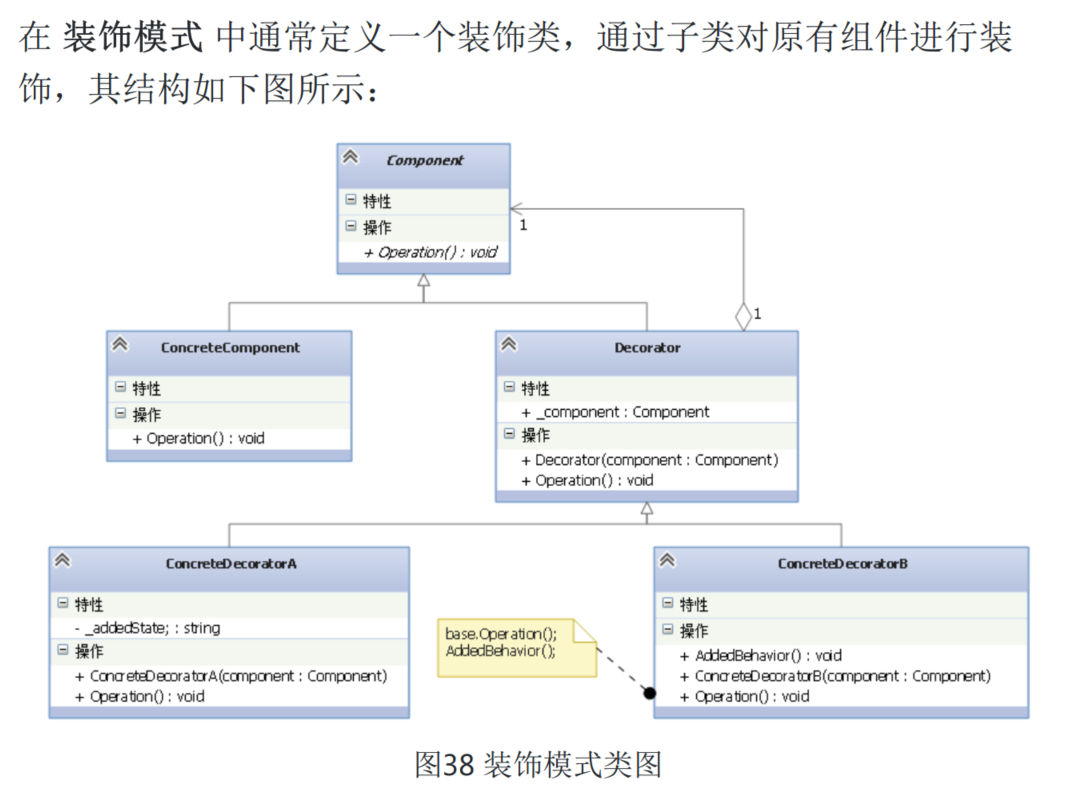 在 装饰模式 中通常定义一个装饰类，通过子类对原有组件进行装
饰，其结构如下图所示：
Component
特性
操作
+ Operation() : void
1
1
ConcreteComponent
特性
操作
+ Operation() : void
Decorator
特性
+ _component : Component
操作
+ Decorator(component : Component)
+ Operation() : void
ConcreteDecoratorA
特性
- _addedState; : string
操作
+ ConcreteDecoratorA(component : Component)
+ Operation() : void
base.Operation();
AddedBehavior();
ConcreteDecoratorB
特性
操作
+ AddedBehavior() : void
+ ConcreteDecoratorB(component : Component)
+ Operation() : void
图38 装饰模式类图